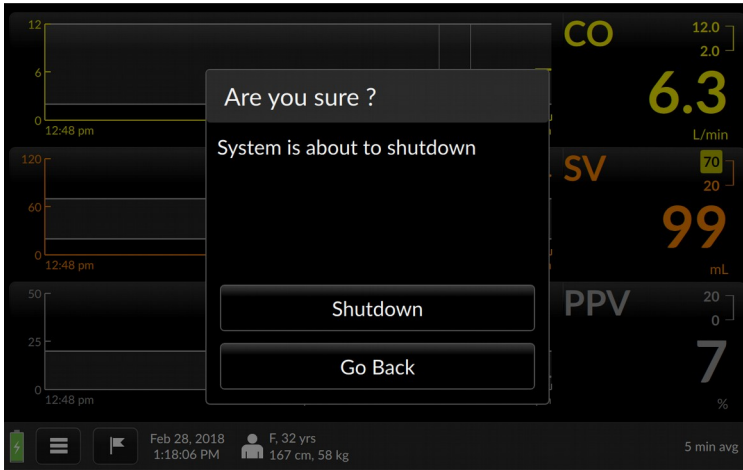 12
6
0
12:48 pm
CO
12.0
2.0
6.3
L/min
Are you sure ?
System is about to shutdown
Shutdown
Go Back
120
60
0
12:48 pm
SV
70
20
99
mL
50
25
0
12:48 pm
PPV
20
0
7
%
Feb 28, 2018
1:18:06 PM
F, 32 yrs
167 cm, 58 kg
5 min avg